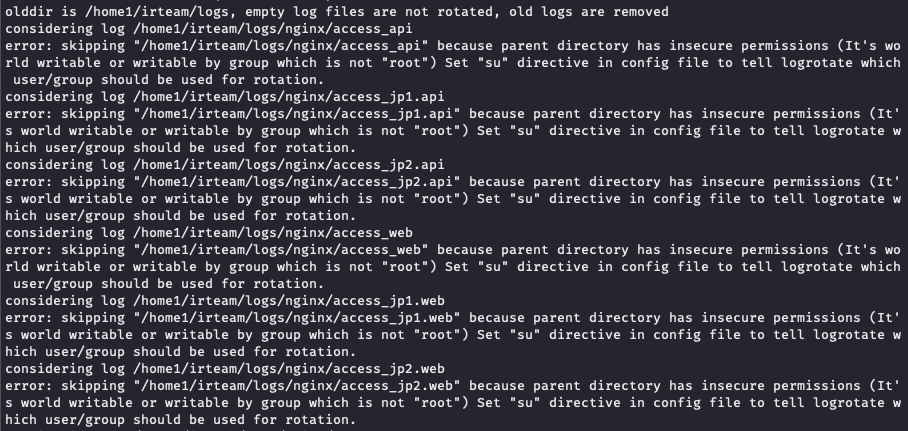 olddir is /home1/irteam/logs, empty log files are not rotated, old logs are removed
considering log /home1/irteam/logs/nginx/access_api
error: skipping "/home1/irteam/logs/nginx/access_api" because parent directory has insecure permissions (It's wo
rld writable or writable by group which is not "root") Set "su" directive in config file to tell logrotate which
 user/group should be used for rotation.
considering log /home1/irteam/logs/nginx/access_jp1.api
error: skipping "/home1/irteam/logs/nginx/access_jp1.api" because parent directory has insecure permissions (It'
s world writable or writable by group which is not "root") Set "su" directive in config file to tell logrotate w
hich user/group should be used for rotation.
considering log /home1/irteam/logs/nginx/access_jp2.api
error: skipping "/home1/irteam/logs/nginx/access_jp2.api" because parent directory has insecure permissions (It'
s world writable or writable by group which is not "root") Set "su" directive in config file to tell logrotate w
hich user/group should be used for rotation.
considering log /home1/irteam/logs/nginx/access_web
error: skipping "/home1/irteam/logs/nginx/access_web" because parent directory has insecure permissions (It's wo
rld writable or writable by group which is not "root") Set "su" directive in config file to tell logrotate which
 user/group should be used for rotation.
considering log /home1/irteam/logs/nginx/access_jp1.web
error: skipping "/home1/irteam/logs/nginx/access_jp1.web" because parent directory has insecure permissions (It'
s world writable or writable by group which is not "root") Set "su" directive in config file to tell logrotate w
hich user/group should be used for rotation.
considering log /home1/irteam/logs/nginx/access_jp2.web
error: skipping "/home1/irteam/logs/nginx/access_jp2.web" because parent directory has insecure permissions (It'
s world writable or writable by group which is not "root") Set "su" directive in config file to tell logrotate w
hich user/group should be used for rotation.